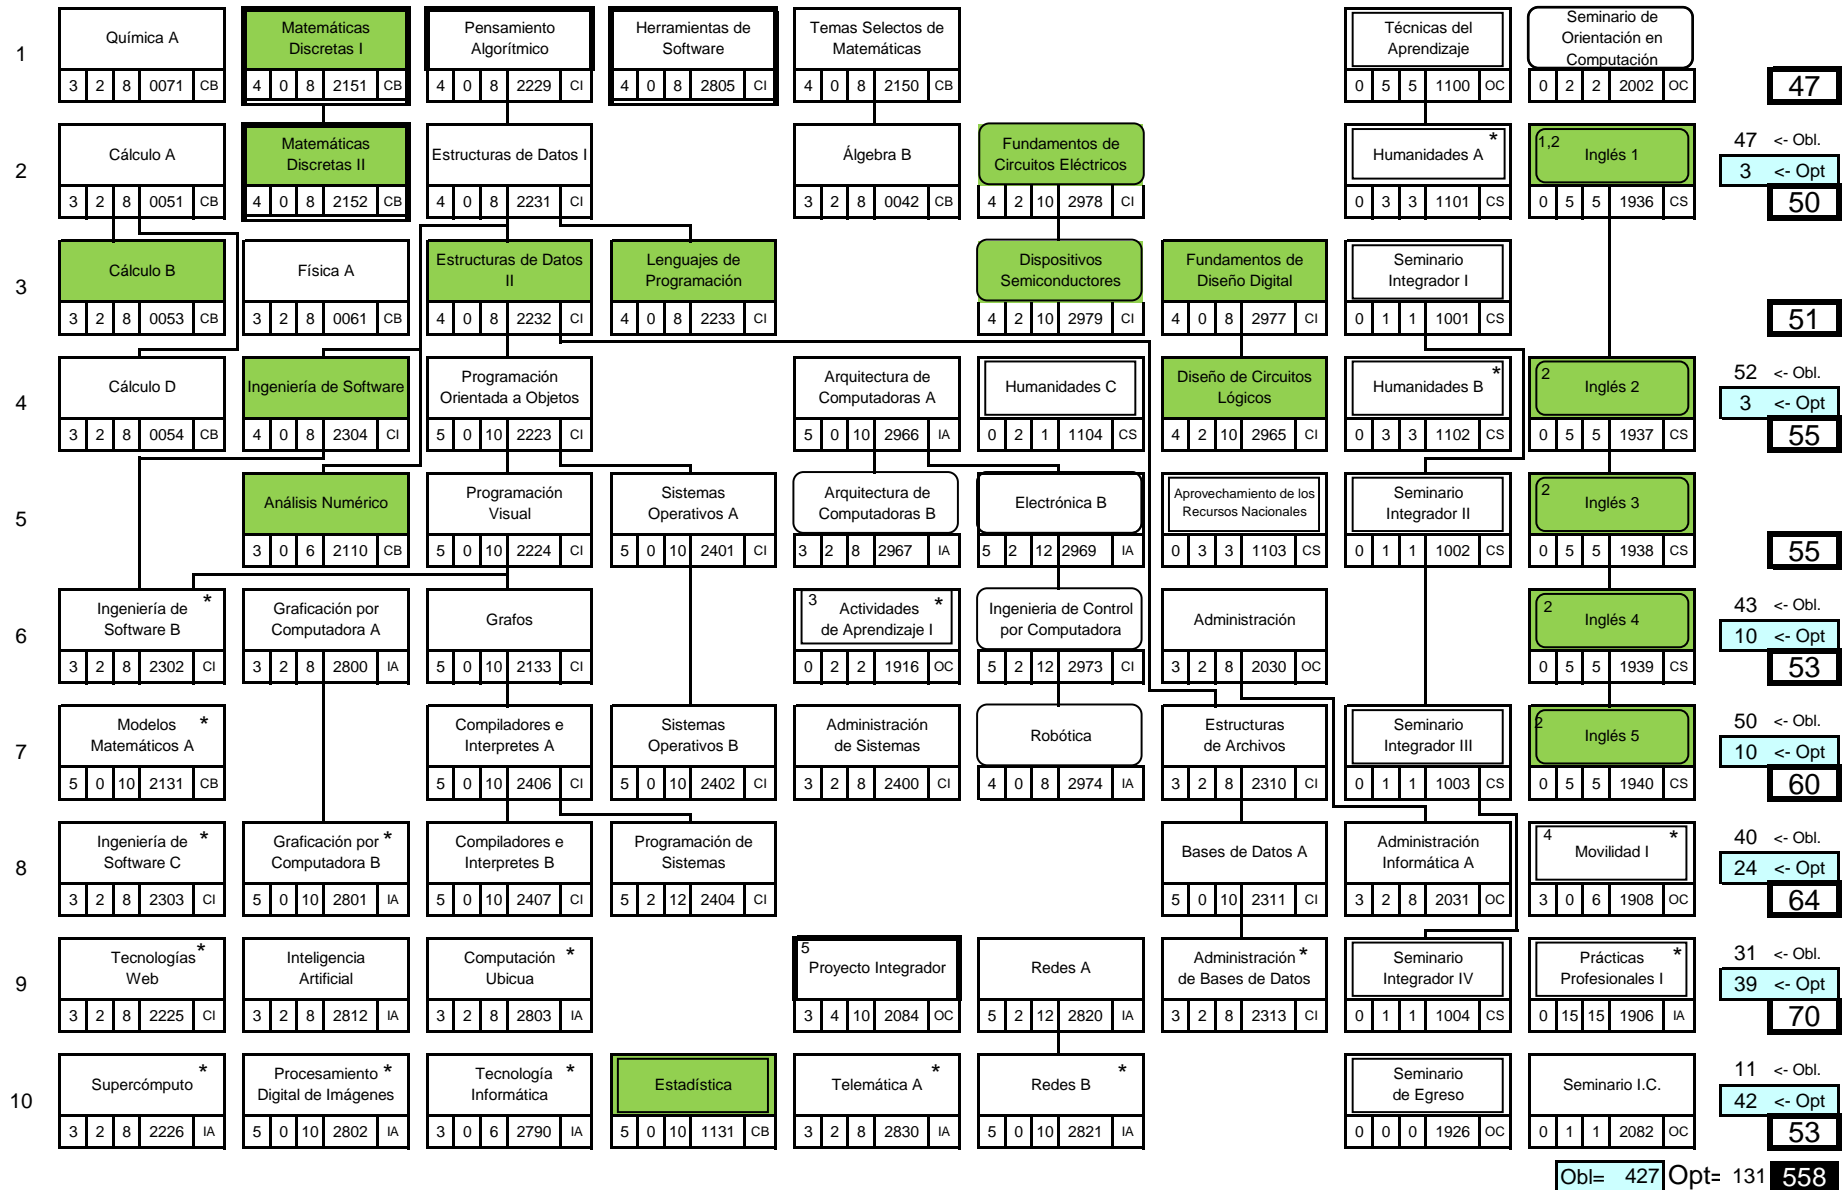 1
Química A
3 2 8 0071 CB
Matemáticas
Discretas I
4 0 8 2151 CB
Pensamiento
Algorítmico
4 0 8 2229 CI
Herramientas de
Software
4 0 8 2805 CI
Temas Selectos de
Matemáticas
4 0 8 2150 CB
Técnicas del
Aprendizaje
0 5 5 1100 OC
Seminario de
Orientación en
Computación
0 2 2 2002 OC
47
2
Cálculo A
3 2 8 0051 CB
Matemáticas
Discretas II
4 0 8 2152 CB
Estructuras de Datos I
4 0 8 2231 CI
Álgebra B
3 2 8 0042 CB
Fundamentos de
Circuitos Eléctricos
4 2 10 2978 CI
Humanidades A *
0 3 3 1101 CS
1,2
Inglés 1
0 5 5 1936 CS
47 <- Obl.
3 <- Opt
50
3
Cálculo B
3 2 8 0053 CB
Física A
3 2 8 0061 CB
Estructuras de Datos
II
4 0 8 2232 CI
Lenguajes de
Programación
4 0 8 2233 CI
Dispositivos
Semiconductores
4 2 10 2979 CI
Fundamentos de
Diseño Digital
4 0 8 2977 CI
Seminario
Integrador I
0 1 1 1001 CS
51
4
Cálculo D
3 2 8 0054 CB
Ingeniería de Software
4 0 8 2304 CI
Programación
Orientada a Objetos
5 0 10 2223 CI
Arquitectura de
Computadoras A
5 0 10 2966 IA
Humanidades C
0 2 1 1104 CS
Diseño de Circuitos
Lógicos
4 2 10 2965 CI
Humanidades B *
0 3 3 1102 CS
2
Inglés 2
0 5 5 1937 CS
52 <- Obl.
3 <- Opt
55
5
Análisis Numérico
3 0 6 2110 CB
Programación
Visual
5 0 10 2224 CI
Sistemas
Operativos A
5 0 10 2401 CI
Arquitectura de
Computadoras B
3 2 8 2967 IA
Electrónica B
5 2 12 2969 IA
Aprovechamiento de los
Recursos Nacionales
0 3 3 1103 CS
Seminario
Integrador II
0 1 1 1002 CS
2
Inglés 3
0 5 5 1938 CS
55
6
Ingeniería de *
Software B
3 2 8 2302 CI
Graficación por
Computadora A
3 2 8 2800 IA
Grafos
5 0 10 2133 CI
3
Actividades *
de Aprendizaje I
0 2 2 1916 OC
Ingenieria de Control
por Computadora
5 2 12 2973 CI
Administración
3 2 8 2030 OC
2
Inglés 4
0 5 5 1939 CS
43 <- Obl.
10 <- Opt
53
7
Modelos *
Matemáticos A
5 0 10 2131 CB
Compiladores e
Interpretes A
5 0 10 2406 CI
Sistemas
Operativos B
5 0 10 2402 CI
Administración
de Sistemas
3 2 8 2400 CI
Robótica
4 0 8 2974 IA
Estructuras
de Archivos
3 2 8 2310 CI
Seminario
Integrador III
0 1 1 1003 CS
2
Inglés 5
0 5 5 1940 CS
50 <- Obl.
10 <- Opt
60
8
Ingeniería de *
Software C
3 2 8 2303 CI
Graficación por *
Computadora B
5 0 10 2801 IA
Compiladores e
Interpretes B
5 0 10 2407 CI
Programación de
Sistemas
5 2 12 2404 CI
Bases de Datos A
5 0 10 2311 CI
Administración
Informática A
3 2 8 2031 OC
4
Movilidad I *
3 0 6 1908 OC
40 <- Obl.
24 <- Opt
64
9
Tecnologías *
Web
3 2 8 2225 CI
Inteligencia
Artificial
3 2 8 2812 IA
Computación *
Ubicua
3 2 8 2803 IA
5
Proyecto Integrador
3 4 10 2084 OC
Redes A
5 2 12 2820 IA
Administración *
de Bases de Datos
3 2 8 2313 CI
Seminario
Integrador IV
0 1 1 1004 CS
Prácticas *
Profesionales I
0 15 15 1906 IA
31 <- Obl.
39 <- Opt
70
10
Supercómputo *
3 2 8 2226 IA
Procesamiento *
Digital de Imágenes
5 0 10 2802 IA
Tecnología *
Informática
3 0 6 2790 IA
Estadística
5 0 10 1131 CB
Telemática A *
3 2 8 2830 IA
Redes B *
5 0 10 2821 IA
Seminario
de Egreso
0 0 0 1926 OC
Seminario I.C.
0 1 1 2082 OC
11 <- Obl.
42 <- Opt
53
Obl= 427 Opt= 131 558